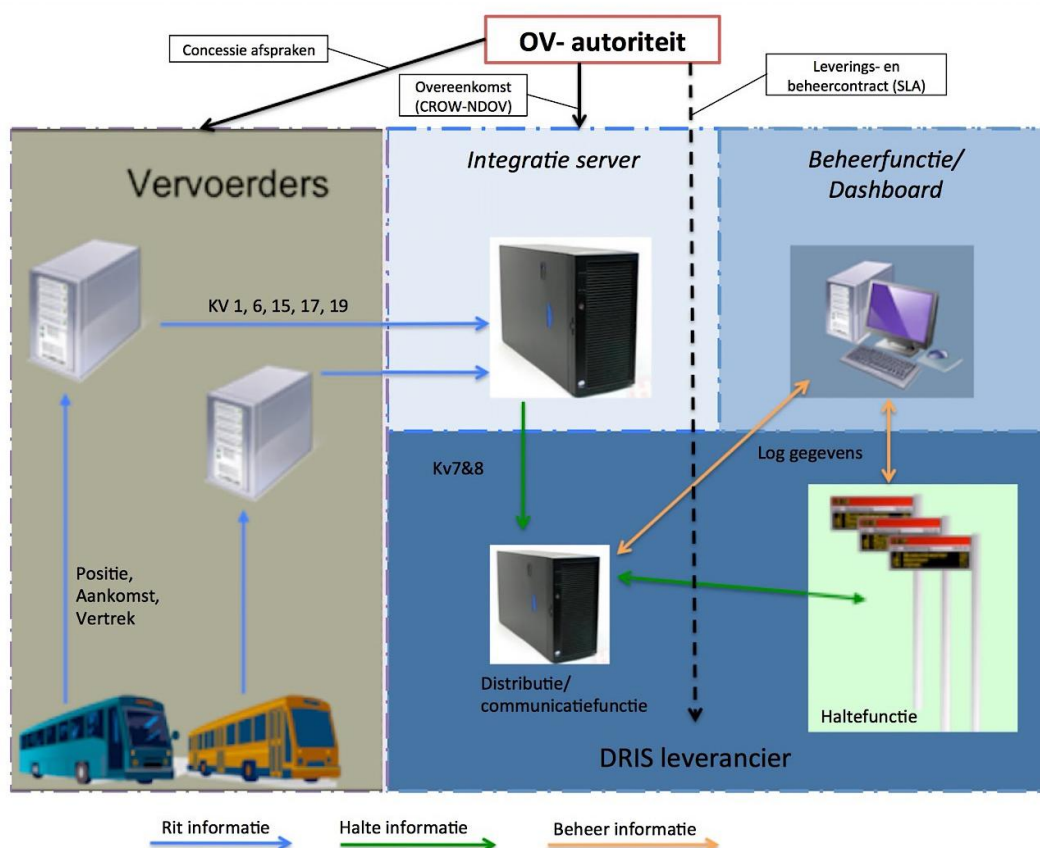 OV- autoriteit
Concessie afspraken
Overeenkomst
(CROW-NDOV)
Leverings- en
beheercontract (SLA)
Vervoerders
Integratie server
Beheerfunctie/
Dashboard
KV 1, 6, 15, 17, 19
Kv7&8
Log gegevens
Positie,
Aankomst,
Vertrek
Distributie/
communicatiefunctie
Haltefunctie
DRIS leverancier
Rit informatie
Halte informatie
Beheer informatie